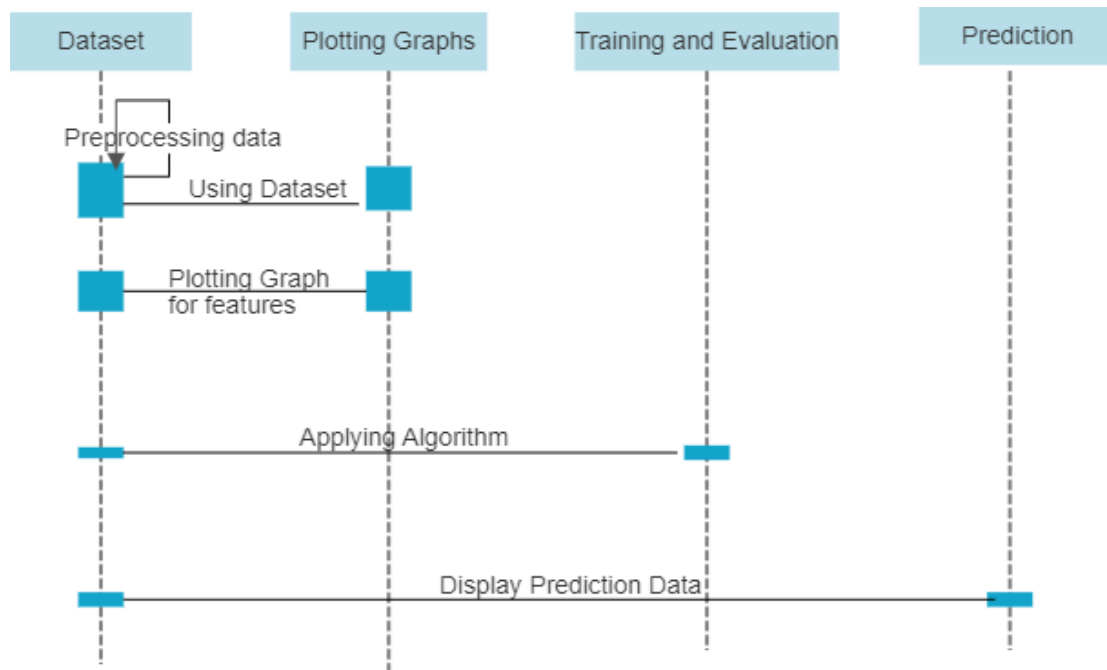 Dataset
Plotting Graphs
Training and Evaluation
Prediction
Preprocessing data
Using Dataset
Plotting Graph
for features
Applying Algorithm
Display Prediction Data